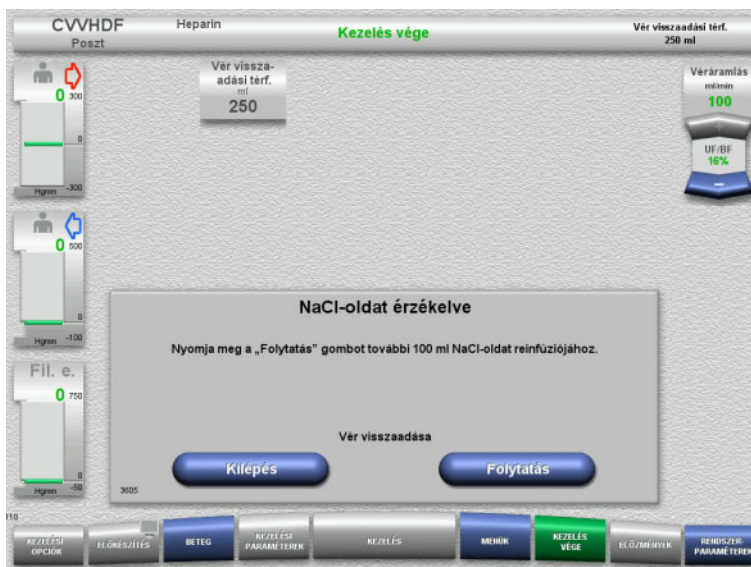 CVVHDF
Poszt
Heparin
Kezelés vége
Vér visszaadási térf.
250 ml
0
300
0
-300
Hgmm
Vér vissza-
adási térf.
ml
250
Véráramlás
ml/min
100
+
UF/BF
16%
–
0
500
0
-100
Hgmm
Fil. e.
0
750
0
-50
Hgmm
NaCl-oldat érzékelve
Nyomja meg a „Folytatás” gombot további 100 ml NaCl-oldat reinfúziójához.
Vér visszaadása
Kilépés
Folytatás
3605
KEZELÉSI
OPCIÓK
ELŐKÉSZÍTÉS
BETEG
KEZELÉSI
PARAMÉTEREK
KEZELÉS
MENÜK
KEZELÉS
VÉGE
ELŐZMÉNYEK
RENDSZER-
PARAMÉTEREK